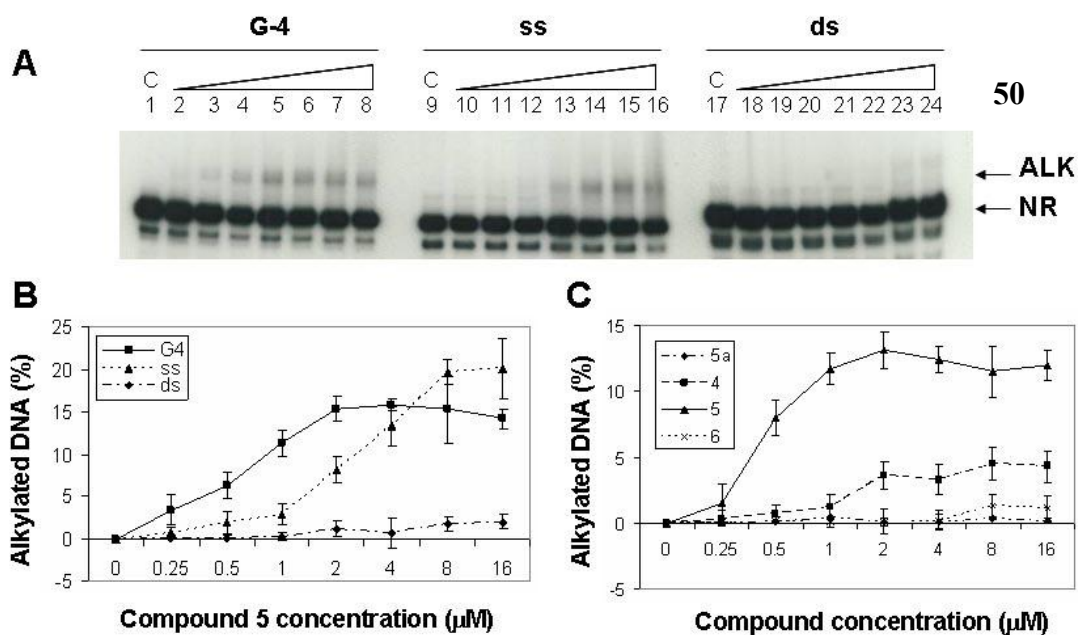 G-4 ss ds
A
C C
1 2 3 4 5 6 7 8 9 10 11 12 13 14 15 16 17 18 19 20 21 22 23 24
50
ALK
NR
B
25
20
15
10
5
0
-5
G4
ss
ds
0 0.25 0.5 1 2 4 8 16
Alkylated DNA (%)
Compound 5 concentration (µM)
C
15
10
5
0
-5
5a
4
5
6
0 0.25 0.5 1 2 4 8 16
Alkylated DNA (%)
Compound concentration (µM)